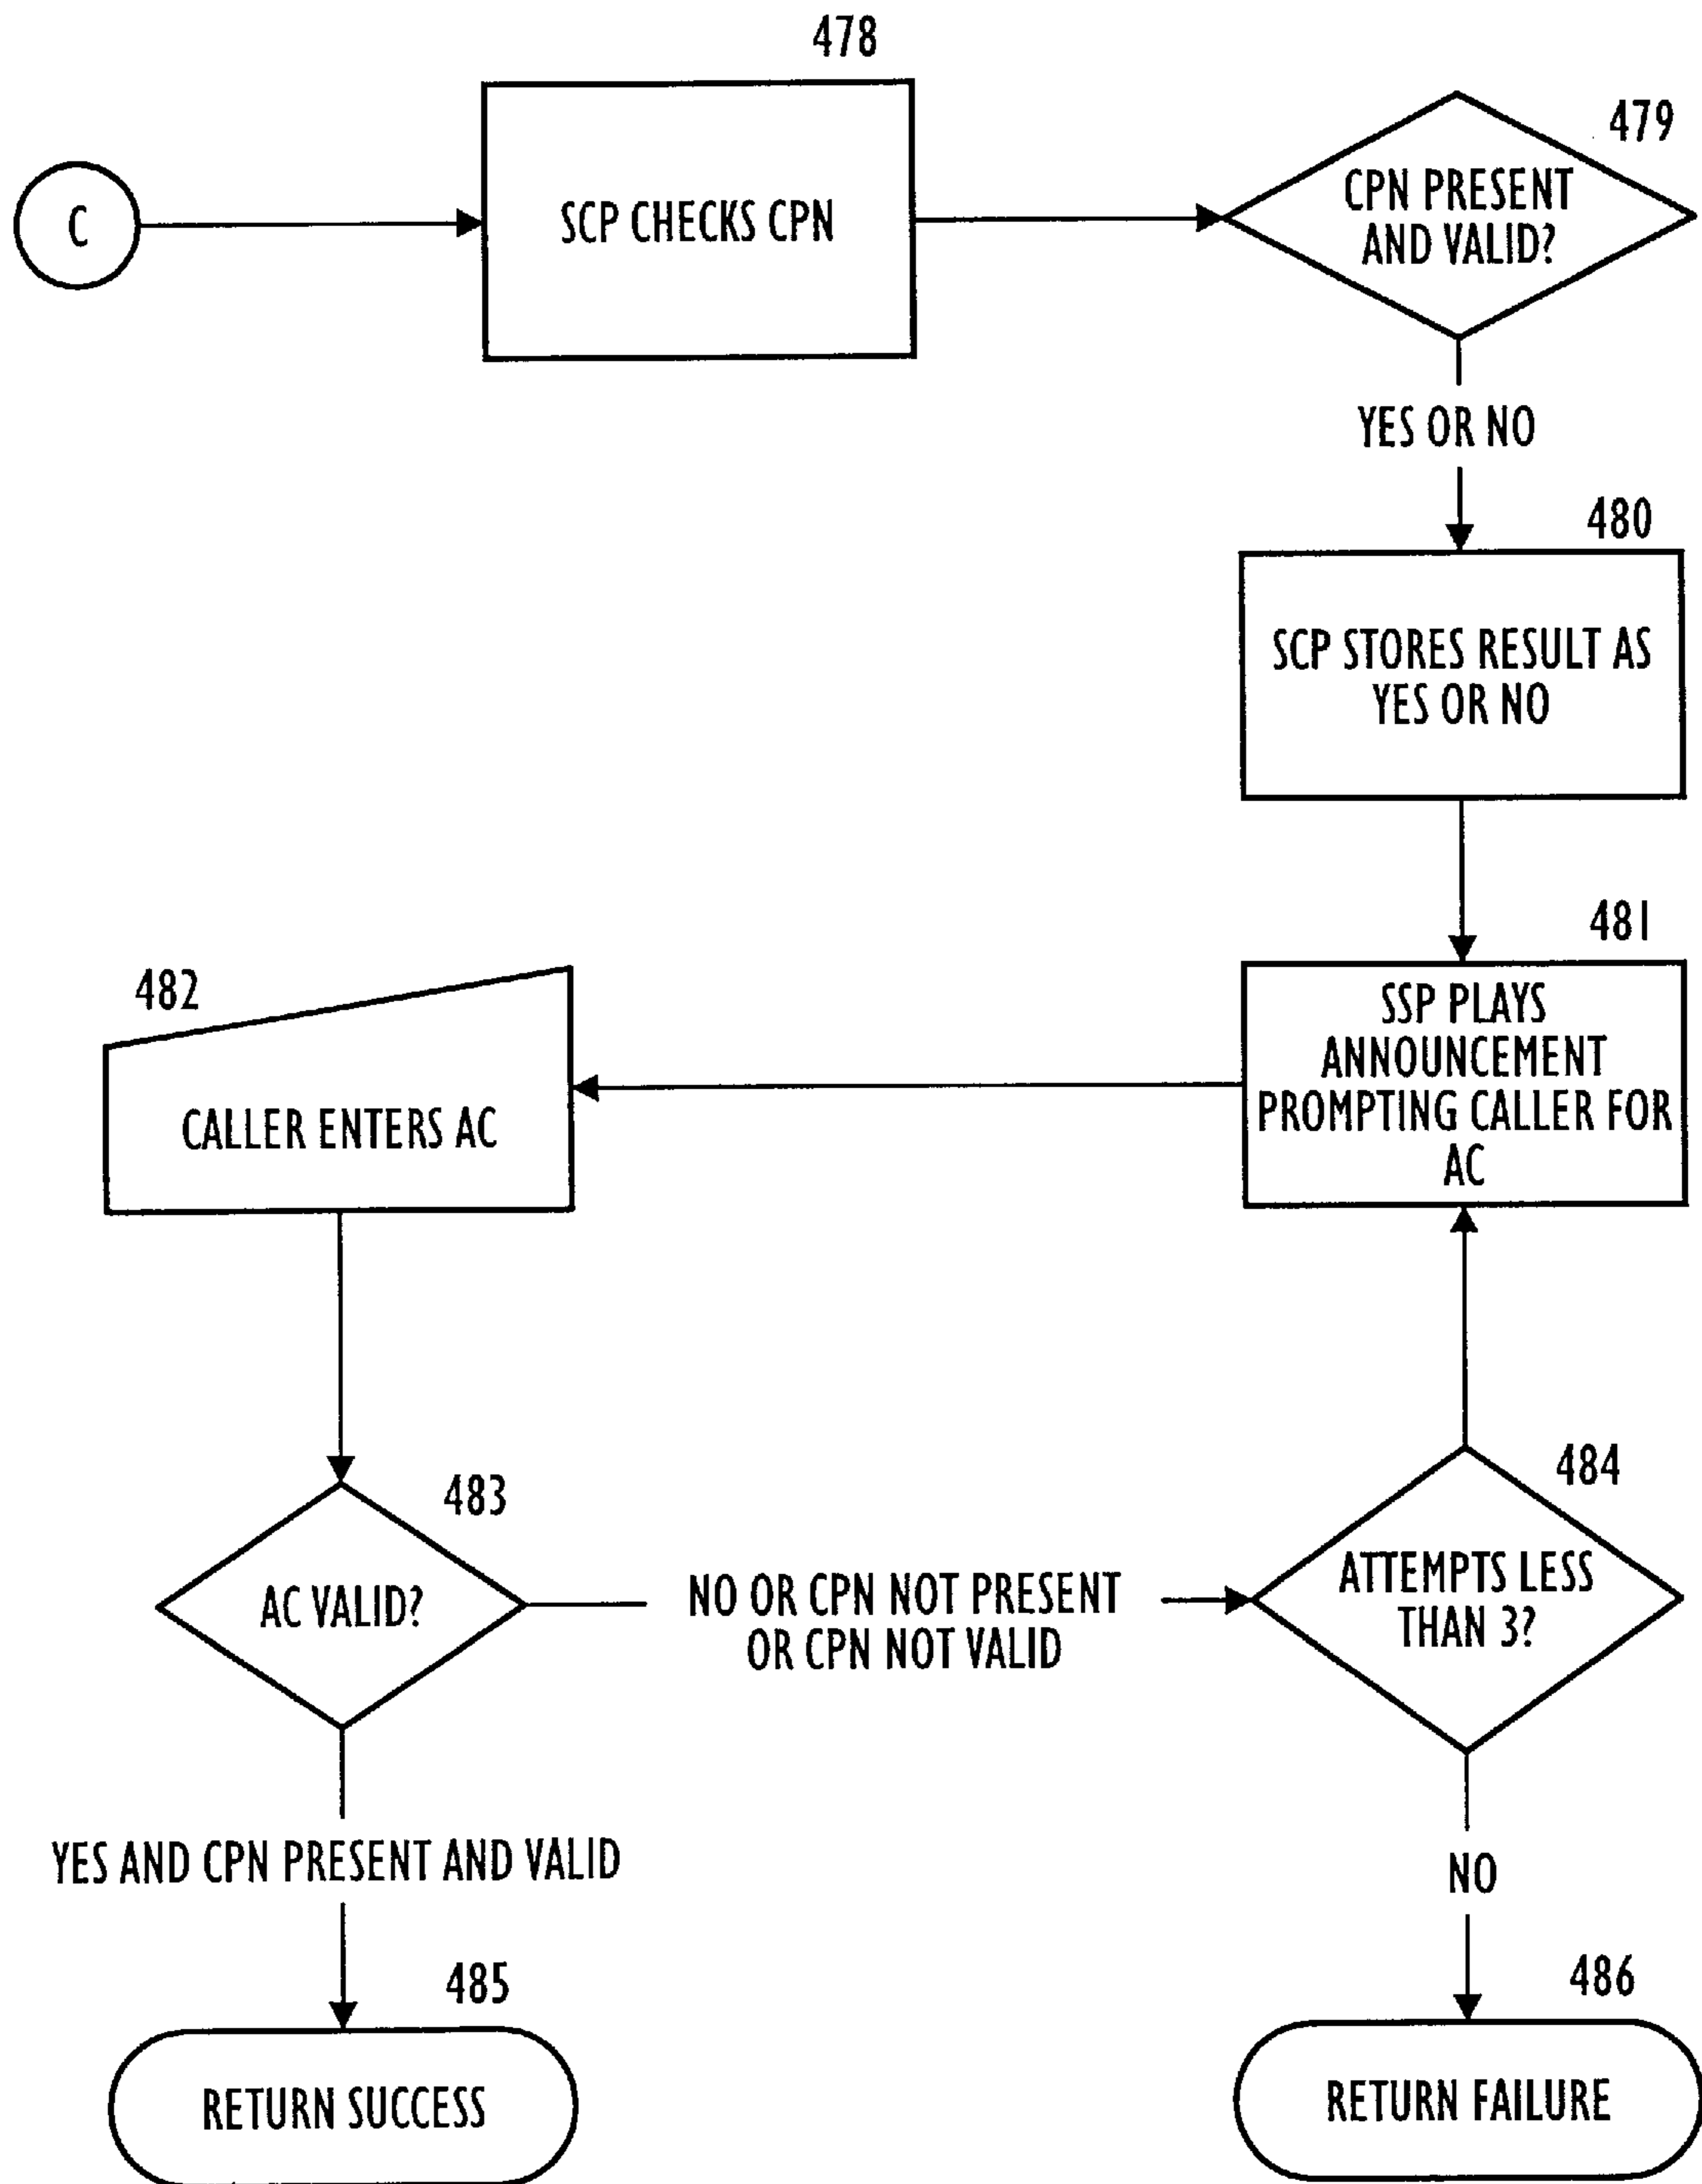 478
479
C
SCP CHECKS CPN
CPN PRESENT
AND VALID?
YES OR NO
480
SCP STORES RESULT AS
YES OR NO
481
482
SSP PLAYS
ANNOUNCEMENT
PROMPTING CALLER FOR
AC
CALLER ENTERS AC
483
484
AC VALID?
NO OR CPN NOT PRESENT
OR CPN NOT VALID
ATTEMPTS LESS
THAN 3?
YES AND CPN PRESENT AND VALID
NO
485
486
RETURN SUCCESS
RETURN FAILURE